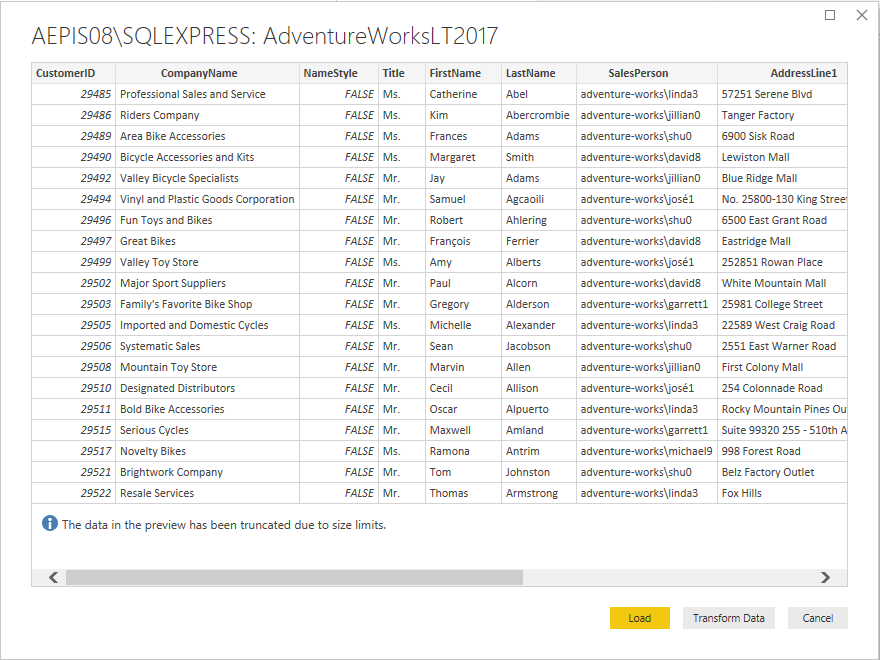 AEPIS08\SQLEXPRESS: AdventureWorksLT2017
CustomerID CompanyName NameStyle Title FirstName LastName SalesPerson AddressLine1
29485 Professional Sales and Service FALSE Ms. Catherine Abel adventure-works\linda3 57251 Serene Blvd
29486 Riders Company FALSE Ms. Kim Abercrombie adventure-works\jillian0 Tanger Factory
29489 Area Bike Accessories FALSE Ms. Frances Adams adventure-works\shu0 6900 Sisk Road
29490 Bicycle Accessories and Kits FALSE Ms. Margaret Smith adventure-works\david8 Lewiston Mall
29492 Valley Bicycle Specialists FALSE Mr. Jay Adams adventure-works\jillian0 Blue Ridge Mall
29494 Vinyl and Plastic Goods Corporation FALSE Mr. Samuel Agcaoili adventure-works\josé1 No. 25800-130 King Street
29496 Fun Toys and Bikes FALSE Mr. Robert Ahlering adventure-works\shu0 6500 East Grant Road
29497 Great Bikes FALSE Mr. François Ferrier adventure-works\david8 Eastridge Mall
29499 Valley Toy Store FALSE Ms. Amy Alberts adventure-works\josé1 252851 Rowan Place
29502 Major Sport Suppliers FALSE Mr. Paul Alcorn adventure-works\david8 White Mountain Mall
29503 Family's Favorite Bike Shop FALSE Mr. Gregory Alderson adventure-works\garrett1 25981 College Street
29505 Imported and Domestic Cycles FALSE Ms. Michelle Alexander adventure-works\linda3 22589 West Craig Road
29506 Systematic Sales FALSE Mr. Sean Jacobson adventure-works\shu0 2551 East Warner Road
29508 Mountain Toy Store FALSE Mr. Marvin Allen adventure-works\jillian0 First Colony Mall
29510 Designated Distributors FALSE Mr. Cecil Allison adventure-works\josé1 254 Colonnade Road
29511 Bold Bike Accessories FALSE Mr. Oscar Alpuerto adventure-works\linda3 Rocky Mountain Pines Ou
29515 Serious Cycles FALSE Mr. Maxwell Amland adventure-works\garrett1 Suite 99320 255 - 510th A
29517 Novelty Bikes FALSE Ms. Ramona Antrim adventure-works\michael9 998 Forest Road
29521 Brightwork Company FALSE Mr. Tom Johnston adventure-works\shu0 Belz Factory Outlet
29522 Resale Services FALSE Mr. Thomas Armstrong adventure-works\linda3 Fox Hills
The data in the preview has been truncated due to size limits.
Load Transform Data Cancel